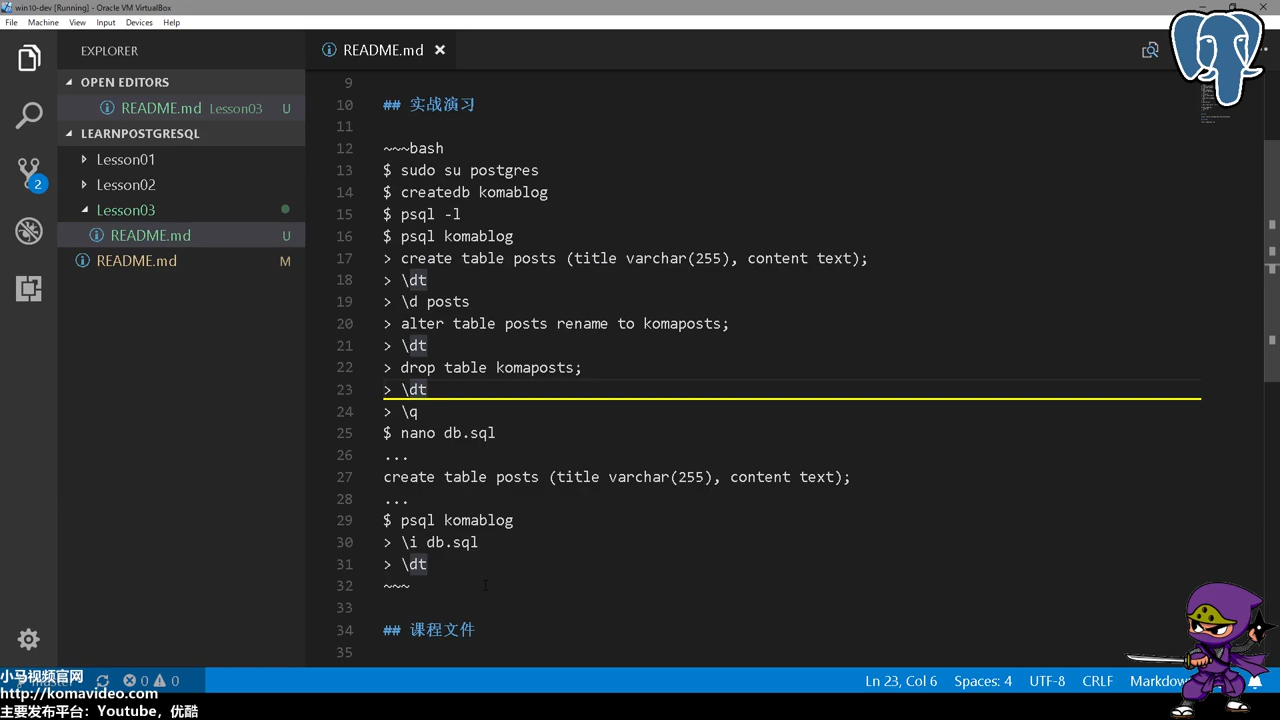 win10-dev [Running] - Oracle VM VirtualBox
File Machine View Input Devices Help
EXPLORER
OPEN EDITORS
README.md Lesson03 U
LEARNPOSTGRESQL
Lesson01
Lesson02
Lesson03
README.md U
README.md M
2
README.md
9
10 ## 实战演习
11
12 ~~~bash
13 $ sudo su postgres
14 $ createdb komablog
15 $ psql -l
16 $ psql komablog
17 > create table posts (title varchar(255), content text);
18 > \dt
19 > \d posts
20 > alter table posts rename to komaposts;
21 > \dt
22 > drop table komaposts;
23 > \dt
24 > \q
25 $ nano db.sql
26 ...
27 create table posts (title varchar(255), content text);
28 ...
29 $ psql komablog
30 > \i db.sql
31 > \dt
32 ~~~
33
34 ## 课程文件
35
小马视频官网
http://komavideo.com
主要发布平台：Youtube，优酷
0 0
Ln 23, Col 6 Spaces: 4 UTF-8 CRLF Markdow